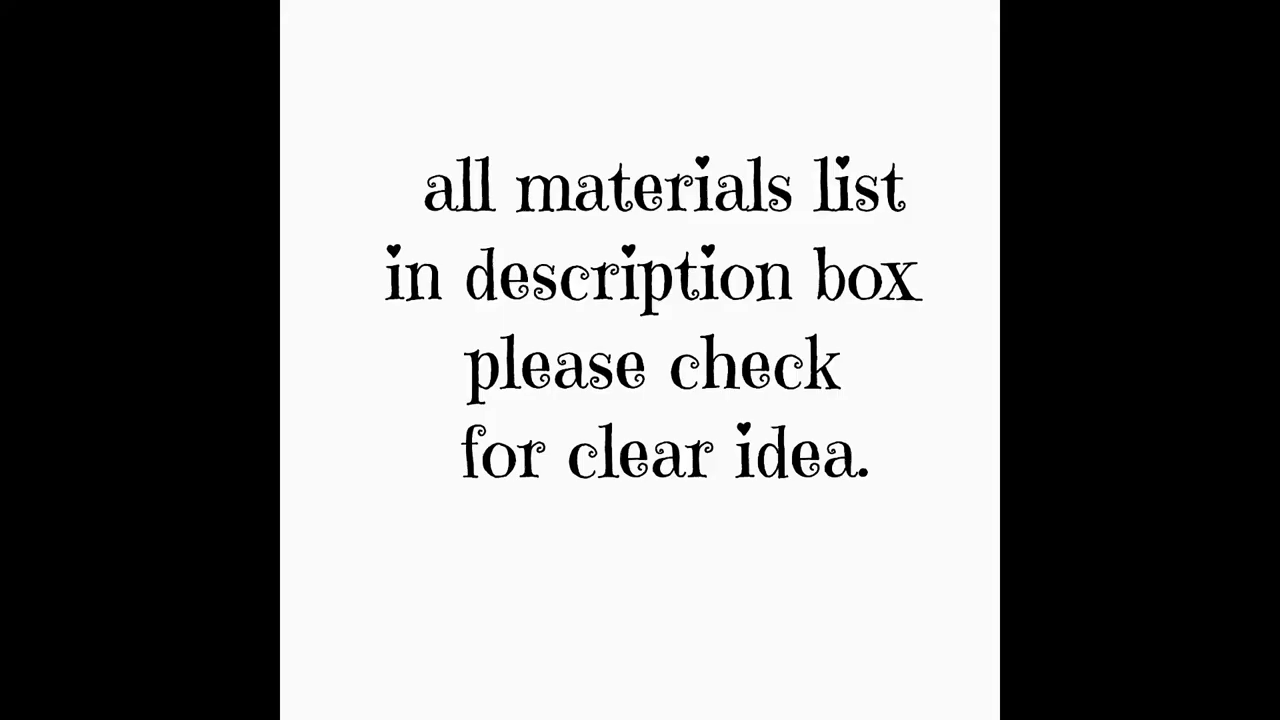 all materials list
in description box
please check
for clear idea.